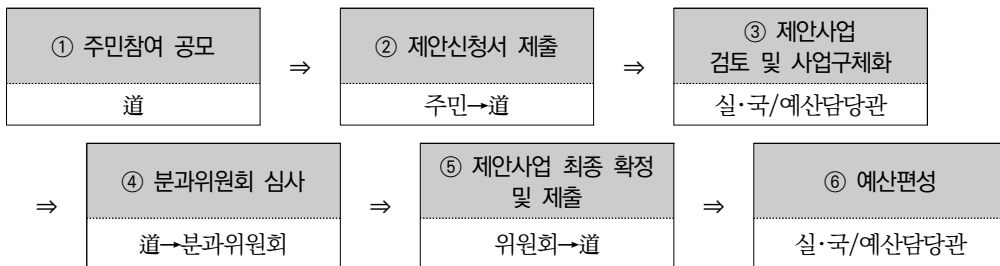 ① 주민참여 공모
道
⇒
② 제안신청서 제출
주민→道
⇒
③ 제안사업
검토 및 사업구체화
실·국/예산담당관
⇒
④ 분과위원회 심사
道→분과위원회
⇒
⑤ 제안사업 최종 확정
및 제출
위원회→道
⇒
⑥ 예산편성
실·국/예산담당관